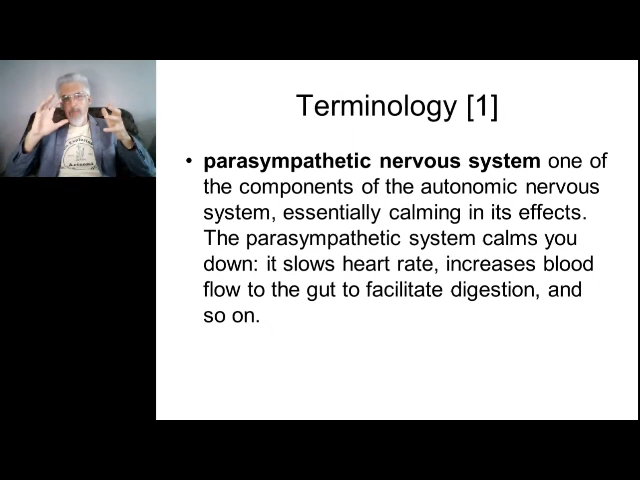 Terminology [1]
• parasympathetic nervous system one of
the components of the autonomic nervous
system, essentially calming in its effects.
The parasympathetic system calms you
down: it slows heart rate, increases blood
flow to the gut to facilitate digestion, and
so on.